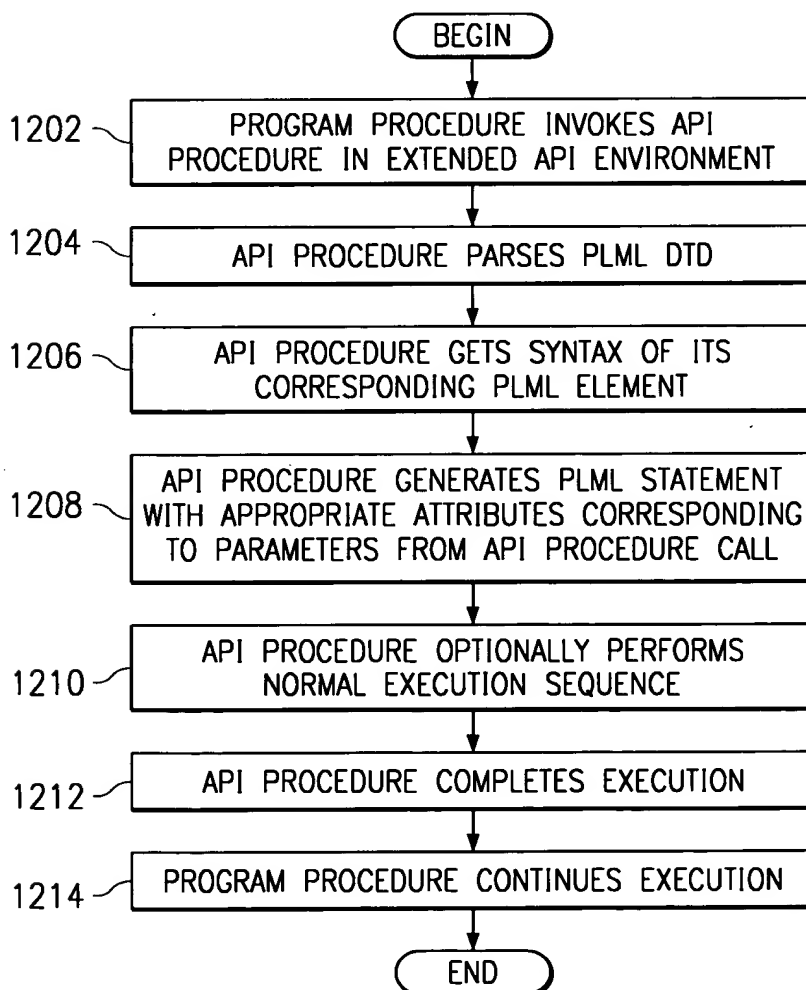 BEGIN
1202
PROGRAM PROCEDURE INVOKES API
PROCEDURE IN EXTENDED API ENVIRONMENT
1204
API PROCEDURE PARSES PLML DTD
1206
API PROCEDURE GETS SYNTAX OF ITS
CORRESPONDING PLML ELEMENT
1208
API PROCEDURE GENERATES PLML STATEMENT
WITH APPROPRIATE ATTRIBUTES CORRESPONDING
TO PARAMETERS FROM API PROCEDURE CALL
1210
API PROCEDURE OPTIONALLY PERFORMS
NORMAL EXECUTION SEQUENCE
1212
API PROCEDURE COMPLETES EXECUTION
1214
PROGRAM PROCEDURE CONTINUES EXECUTION
END